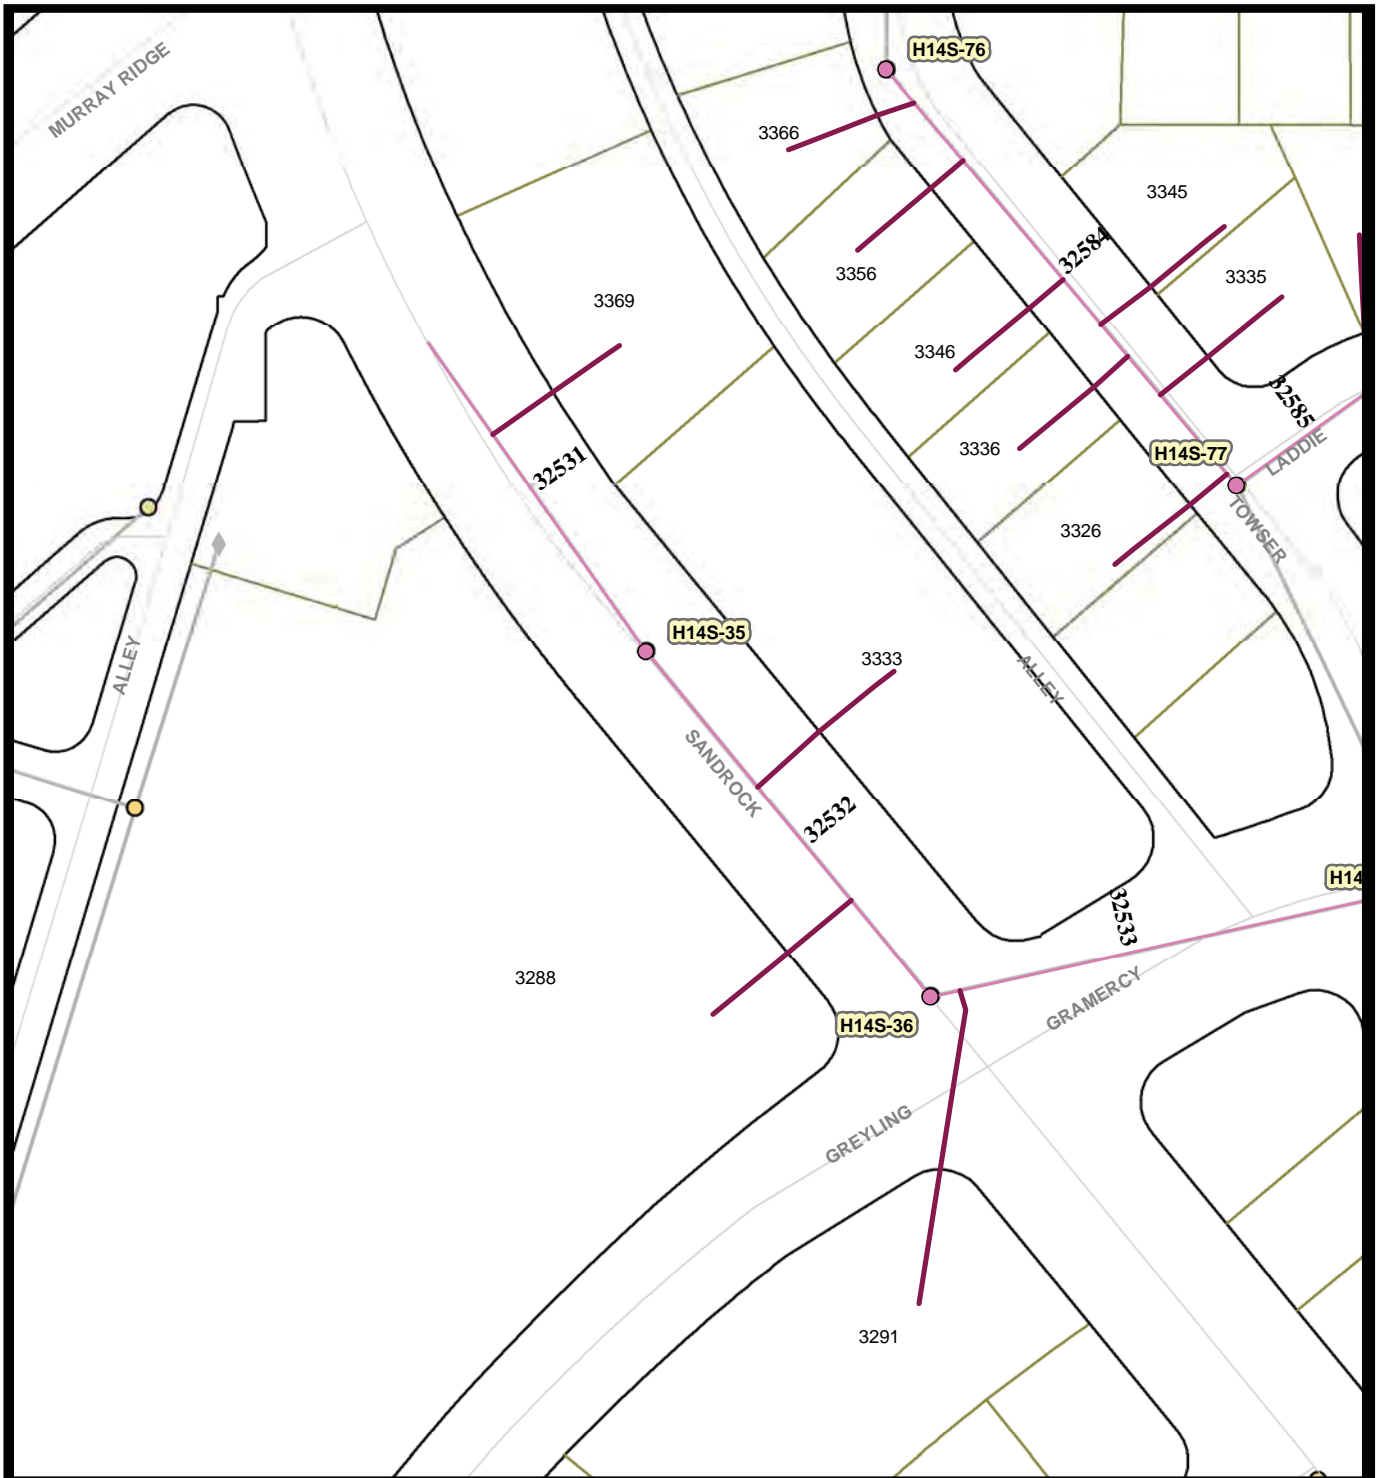 H14S-76
MURRAY RIDGE
3366
3345
32584
3356
3335
3369
3346
32585
3336
H14S-77
LADDIE
32531
3326
TOWSER
H14S-35
3333
ALLEY
ALLEY
SANDROCK
32532
H14
32533
3288
GRAMERCY
H14S-36
GREYLING
3291